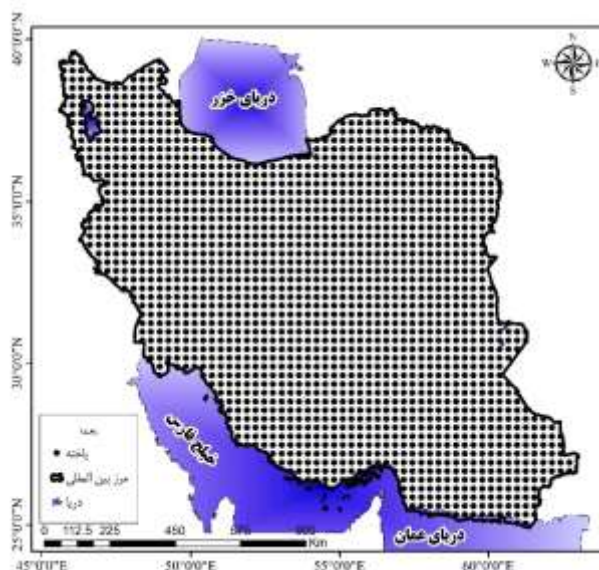 N
W
S
دریای خزر
40°0'0"N
35°0'0"N
30°0'0"N
25°0'0"N
خلیج فارس
دریای عمان
یاخته
مرز بین المللی
دریا
0 112.5 225 450 675 900
Km
45°0'0"E 50°0'0"E 55°0'0"E 60°0'0"E